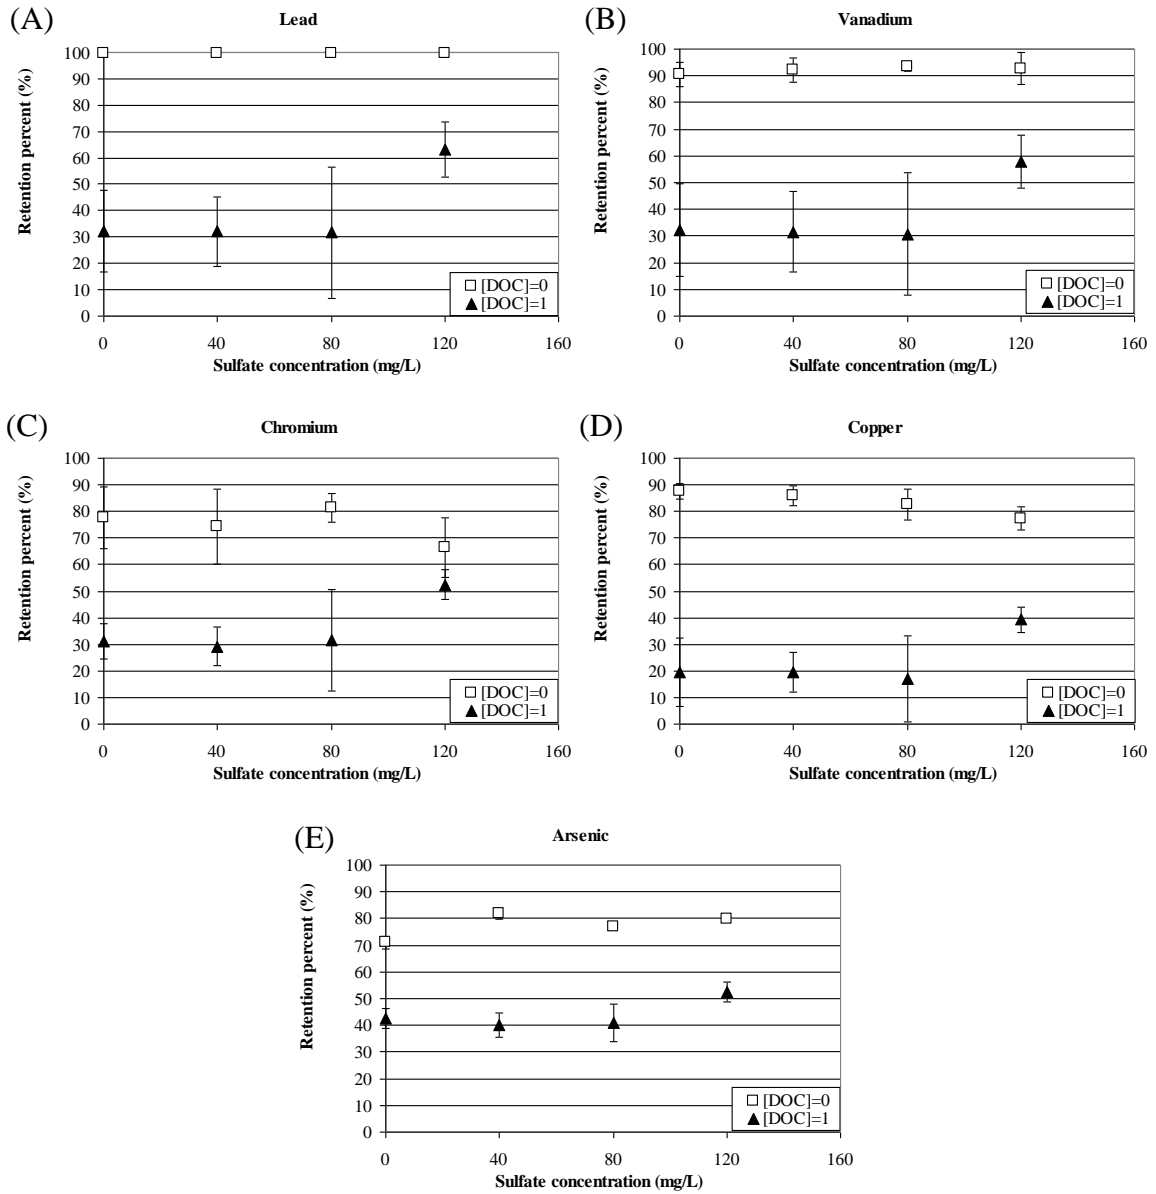 (A)
Lead
Retention percent (%)
100
90
80
70
60
50
40
30
20
10
0
[DOC]=0
[DOC]=1
0 40 80 120 160
Sulfate concentration (mg/L)
(B)
Vanadium
Retention percent (%)
100
90
80
70
60
50
40
30
20
10
0
[DOC]=0
[DOC]=1
0 40 80 120 160
Sulfate concentration (mg/L)
(C)
Chromium
Retention percent (%)
100
90
80
70
60
50
40
30
20
10
0
[DOC]=0
[DOC]=1
0 40 80 120 160
Sulfate concentration (mg/L)
(D)
Copper
Retention percent (%)
100
90
80
70
60
50
40
30
20
10
0
[DOC]=0
[DOC]=1
0 40 80 120 160
Sulfate concentration (mg/L)
(E)
Arsenic
Retention percent (%)
100
90
80
70
60
50
40
30
20
10
0
[DOC]=0
[DOC]=1
0 40 80 120 160
Sulfate concentration (mg/L)